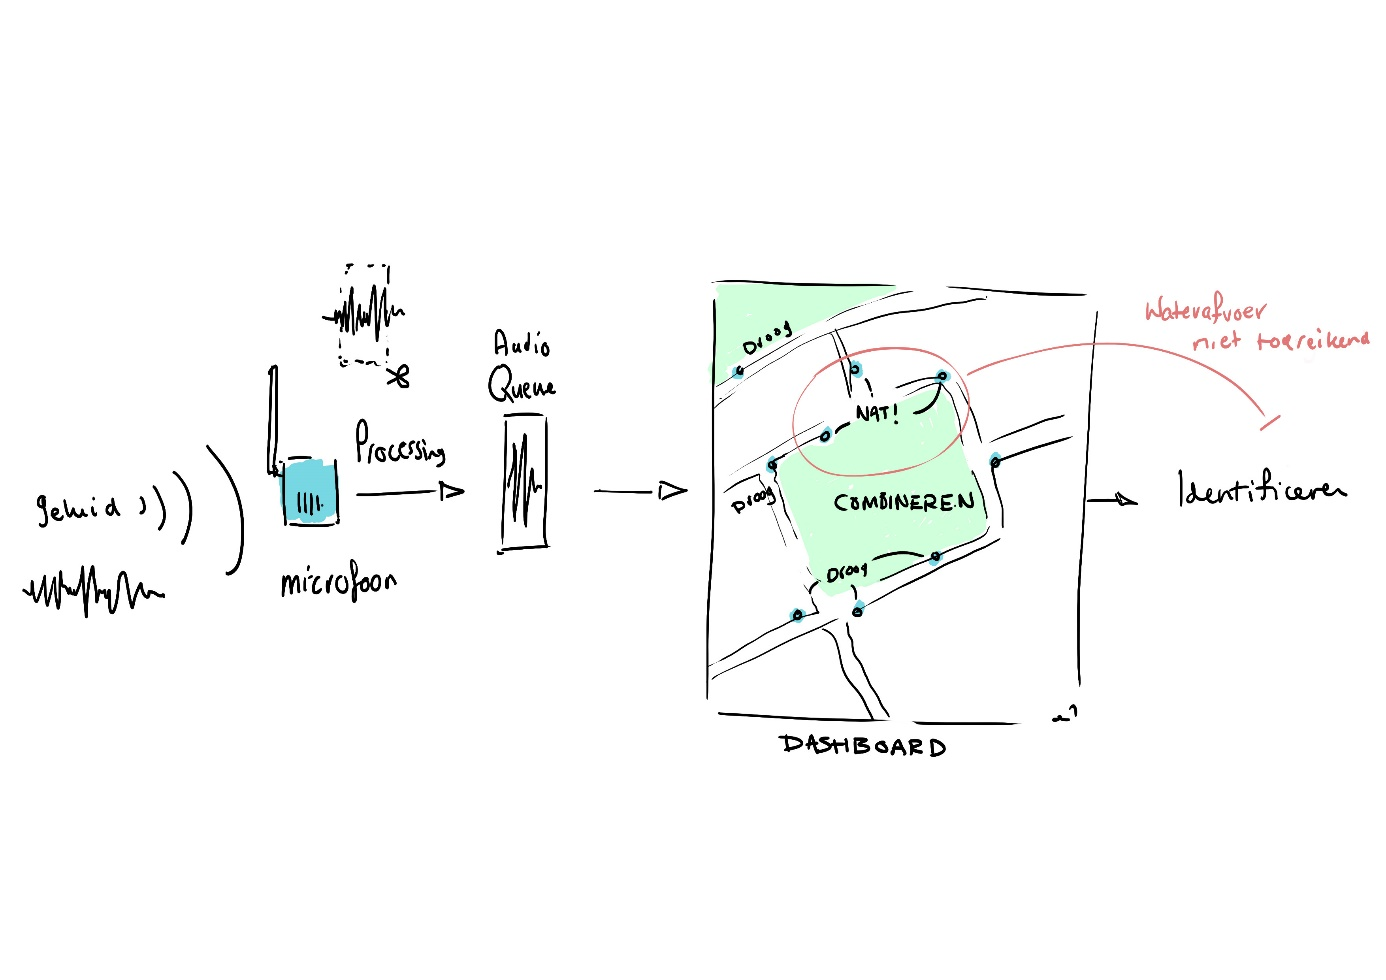 geluid
microfoon
Processing
Audio
Queue
Droog
NAT!
Droog
COMBINEREN
Droog
DASHBOARD
Waterafvoer
niet toereikend
Identificeren